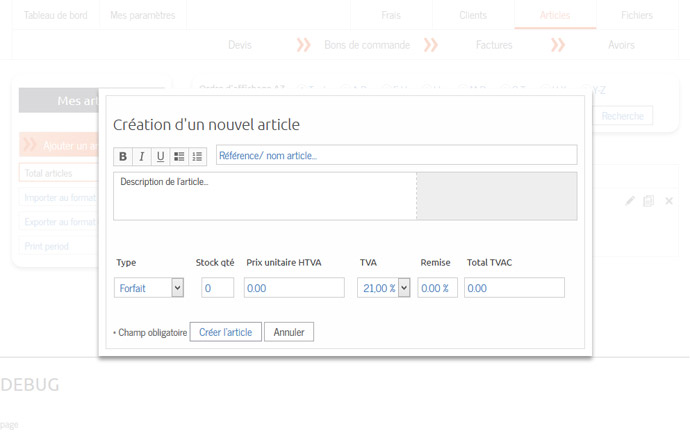 Tableau de bord Mes paramètres Frais Clients Articles Fichiers
Devis Bons de commande Factures Avoirs
Mes art
Y-Z
Ajouter un ar
Recherche
Total articles
Importer au format
Exporter au format
Print period
Création d'un nouvel article
B I U
Référence/ nom article...
Description de l'article...
Type Stock qté Prix unitaire HTVA TVA Remise Total TVAC
Forfait 0 0.00 21,00 % 0.00 % 0.00
* Champ obligatoire Créer l'article Annuler
DEBUG
page